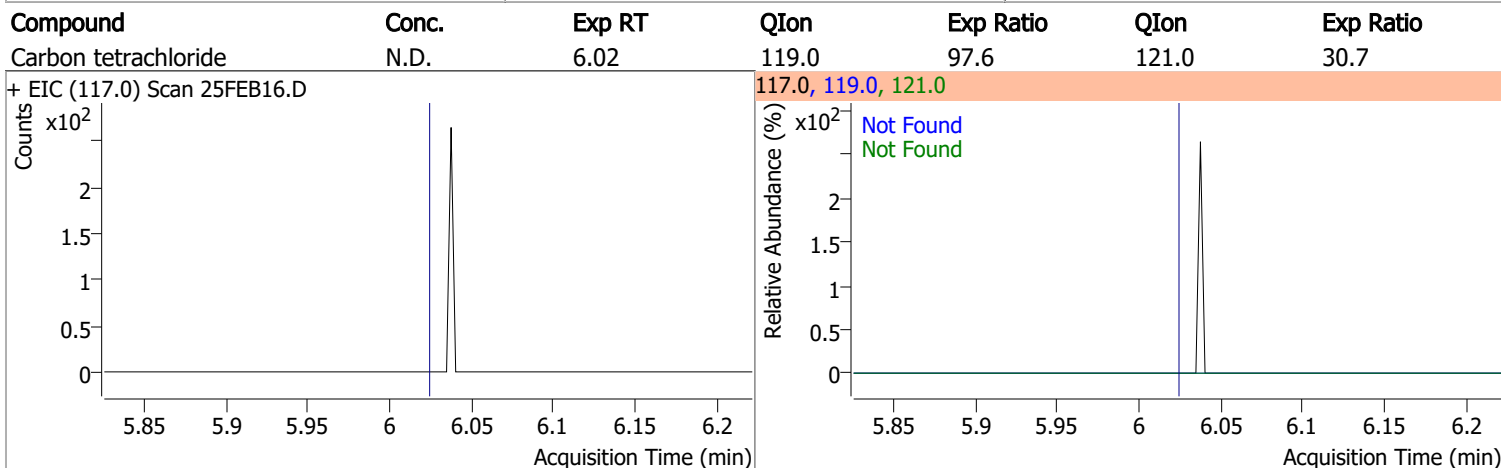 Compound Conc. Exp RT QIon Exp Ratio QIon Exp Ratio
Carbon tetrachloride N.D. 6.02 119.0 97.6 121.0 30.7
+ EIC (117.0) Scan 25FEB16.D
Counts
x10²
2
1.5
1
0.5
0
5.85 5.9 5.95 6 6.05 6.1 6.15 6.2
Acquisition Time (min)
117.0, 119.0, 121.0
Relative Abundance (%)
x10²
Not Found
Not Found
2
1.5
1
0.5
0
5.85 5.9 5.95 6 6.05 6.1 6.15 6.2
Acquisition Time (min)